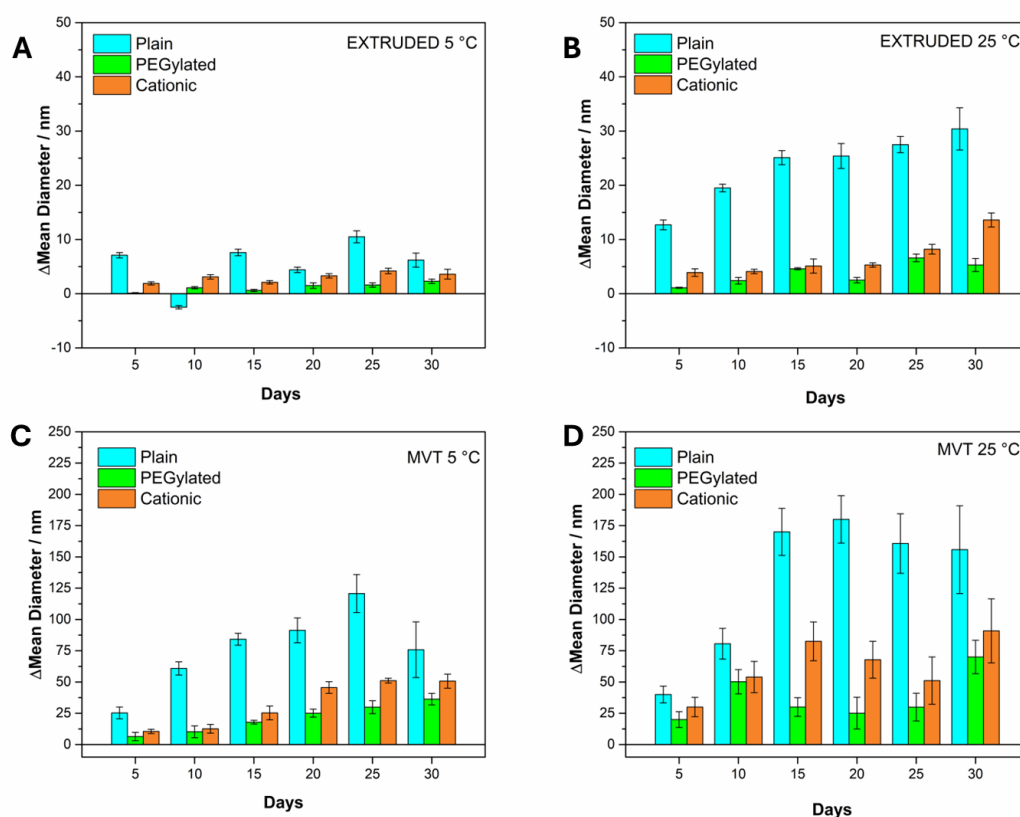 A
EXTRUDED 5 °C
Plain
PEGylated
Cationic
ΔMean Diameter / nm
50
40
30
20
10
0
-10
5 10 15 20 25 30
Days
B
EXTRUDED 25 °C
Plain
PEGylated
Cationic
ΔMean Diameter / nm
50
40
30
20
10
0
-10
5 10 15 20 25 30
Days
C
MVT 5 °C
Plain
PEGylated
Cationic
ΔMean Diameter / nm
250
225
200
175
150
125
100
75
50
25
0
5 10 15 20 25 30
Days
D
MVT 25 °C
Plain
PEGylated
Cationic
ΔMean Diameter / nm
250
225
200
175
150
125
100
75
50
25
0
5 10 15 20 25 30
Days